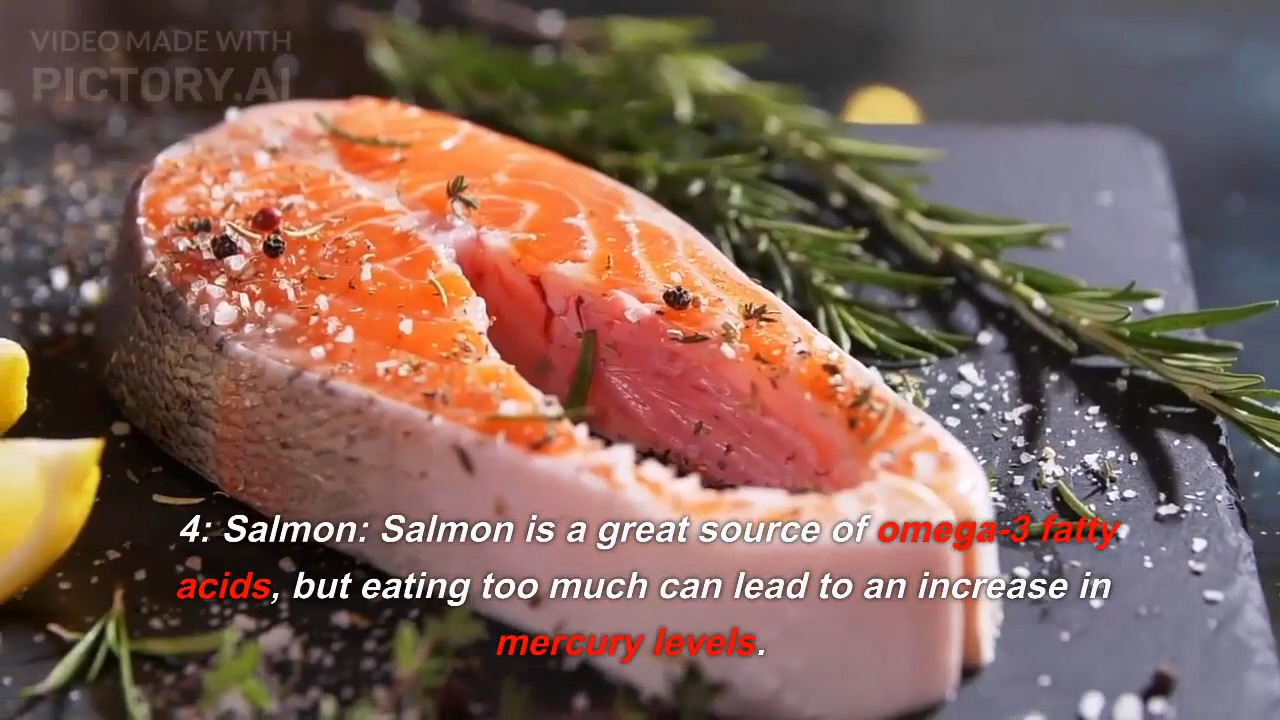 VIDEO MADE WITH
PICTORY.AI
4: Salmon: Salmon is a great source of omega-3 fatty
acids, but eating too much can lead to an increase in
mercury levels.